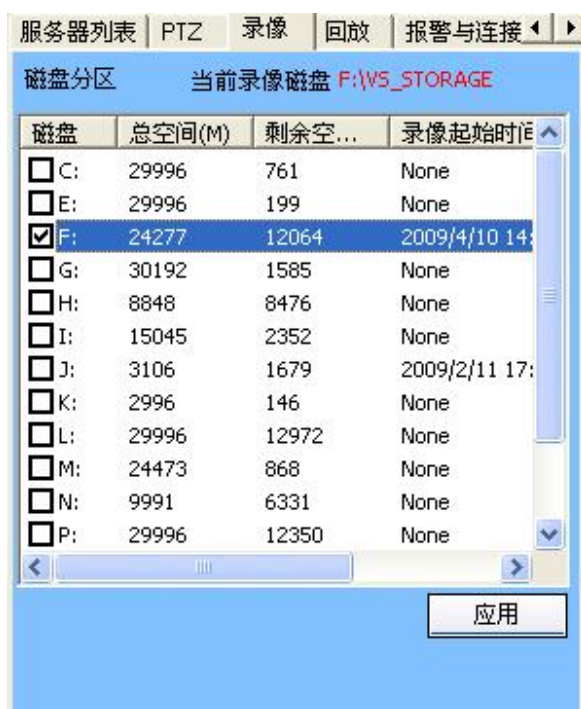 服务器列表 PTZ 录像 回放 报警与连接
磁盘分区 当前录像磁盘 F:\VS_STORAGE
磁盘 总空间(M) 剩余空... 录像起始时间
C: 29996 761 None
E: 29996 199 None
F: 24277 12064 2009/4/10 14:
G: 30192 1585 None
H: 8848 8476 None
I: 15045 2352 None
J: 3106 1679 2009/2/11 17:
K: 2996 146 None
L: 29996 12972 None
M: 24473 868 None
N: 9991 6331 None
P: 29996 12350 None
应用